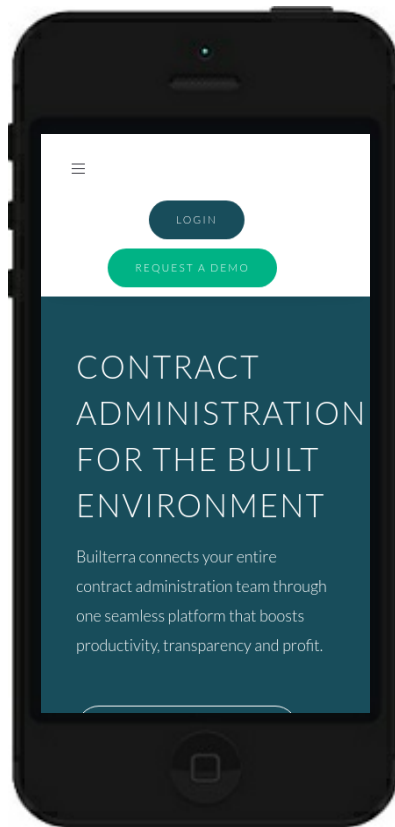 LOGIN
REQUEST A DEMO
CONTRACT
ADMINISTRATION
FOR THE BUILT
ENVIRONMENT
Builterra connects your entire
contract administration team through
one seamless platform that boosts
productivity, transparency and profit.